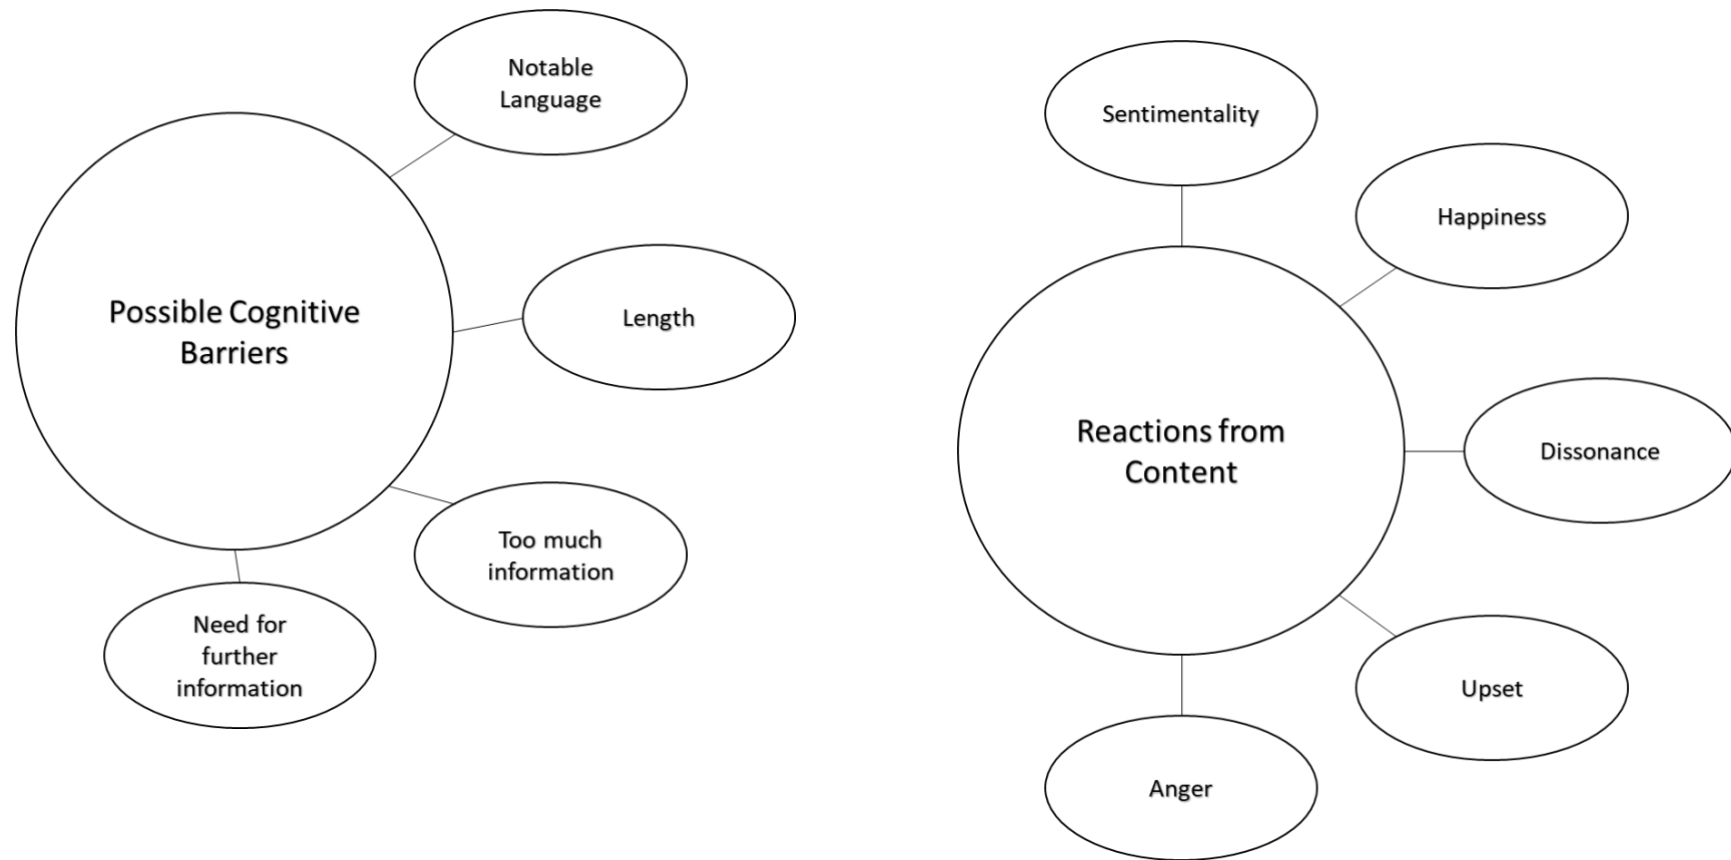 Notable
Language
Possible Cognitive
Barriers
Length
Too much
information
Need for
further
information
Sentimentality
Happiness
Reactions from
Content
Dissonance
Upset
Anger